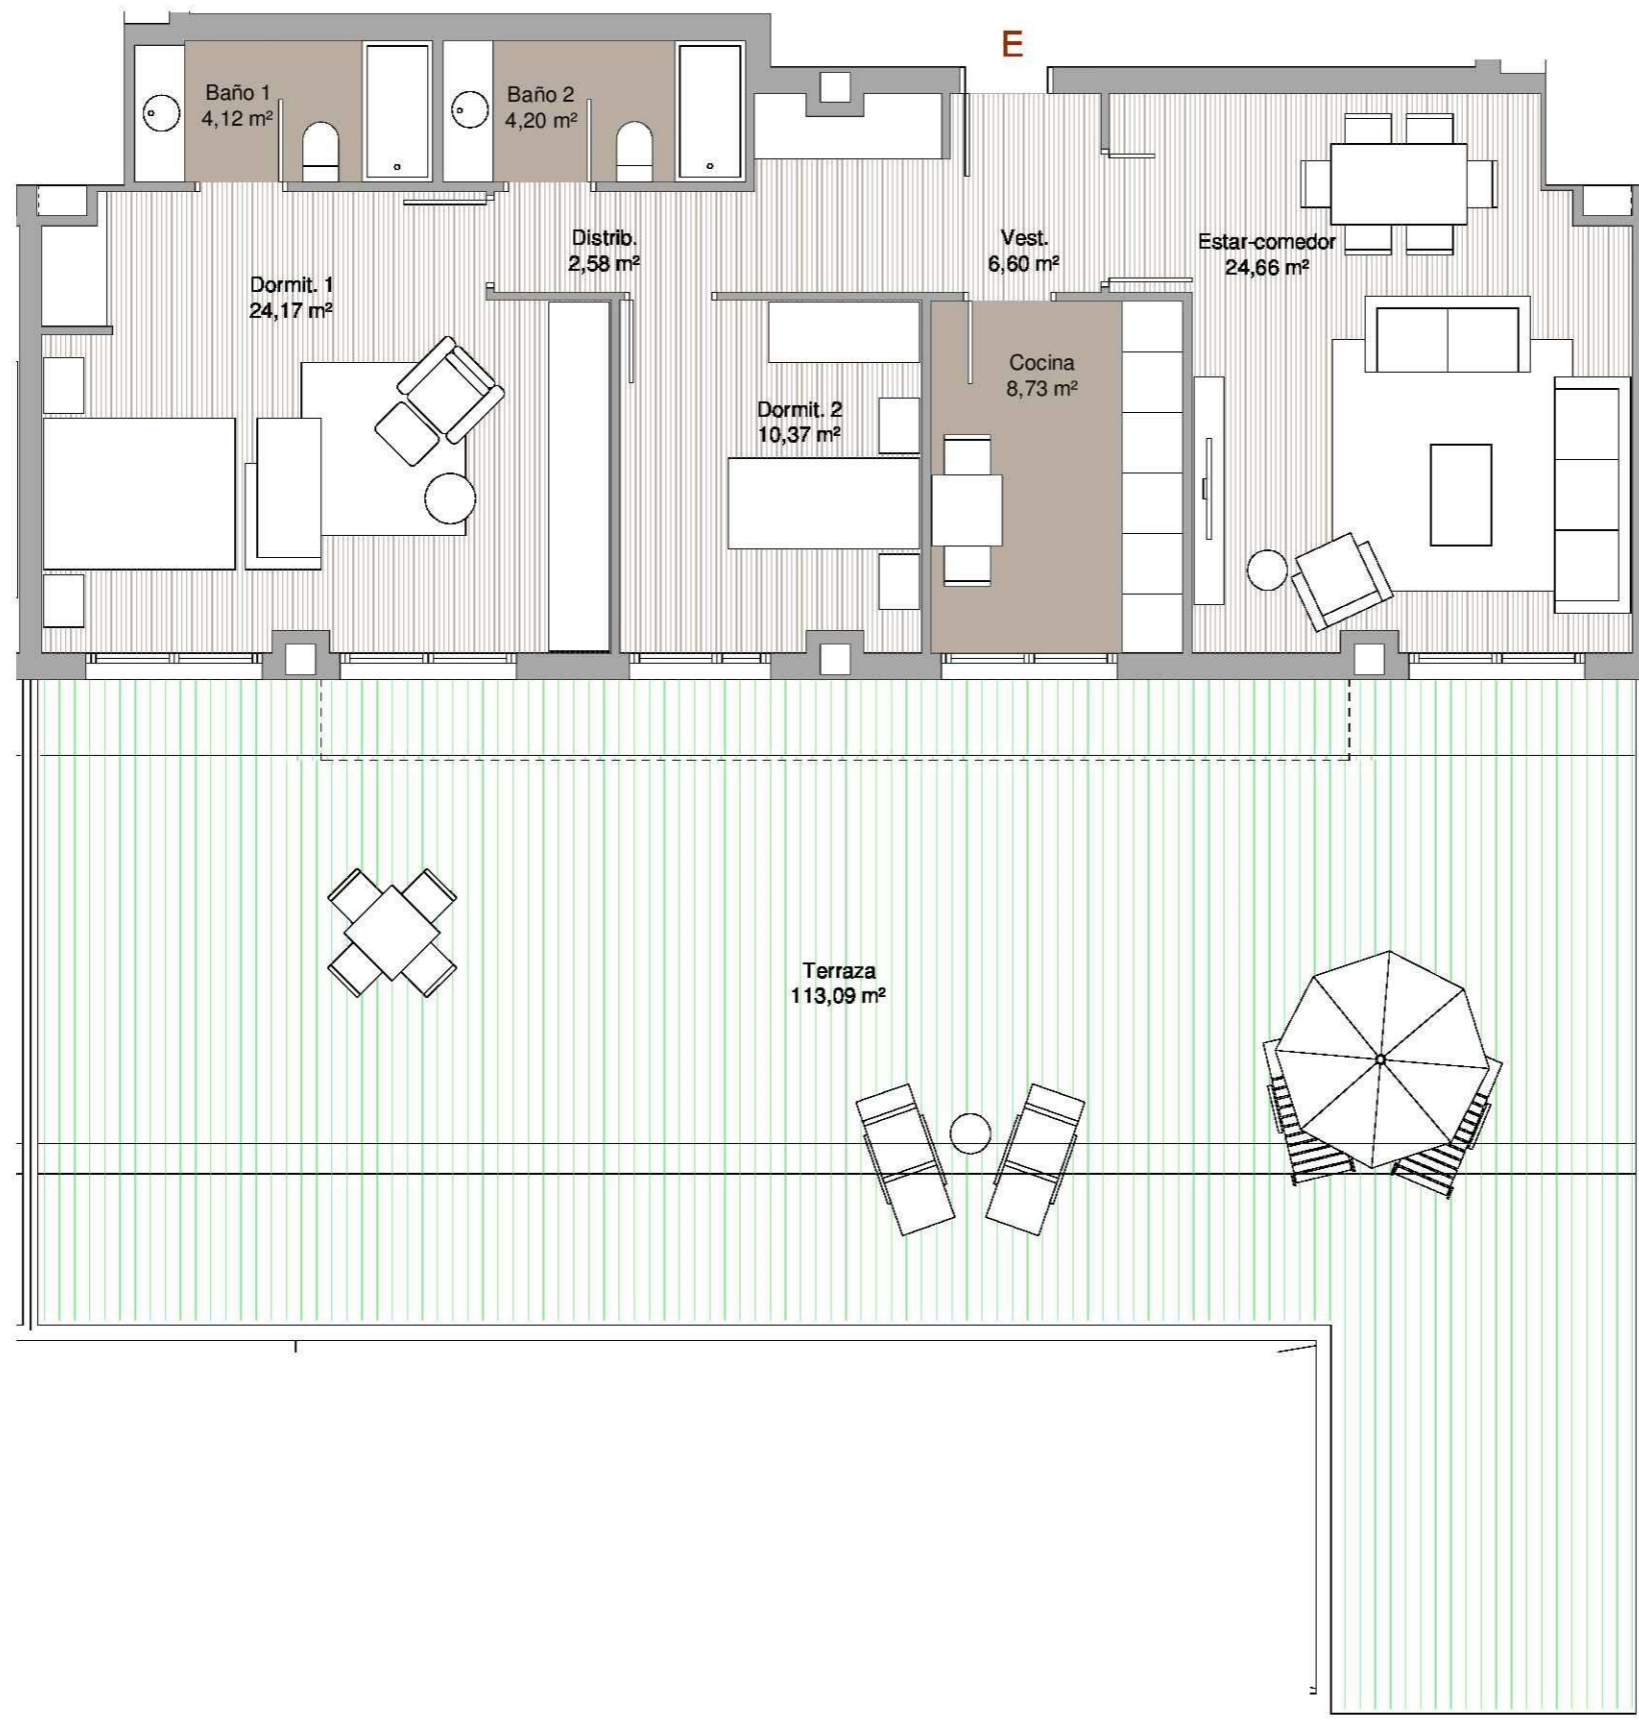 E
Baño 1
4,12 m²
Baño 2
4,20 m²
Distrib.
2,58 m²
Vest.
6,60 m²
Estar-comedor
24,66 m²
Dormit. 1
24,17 m²
Cocina
8,73 m²
Dormit. 2
10,37 m²
Terraza
113,09 m²